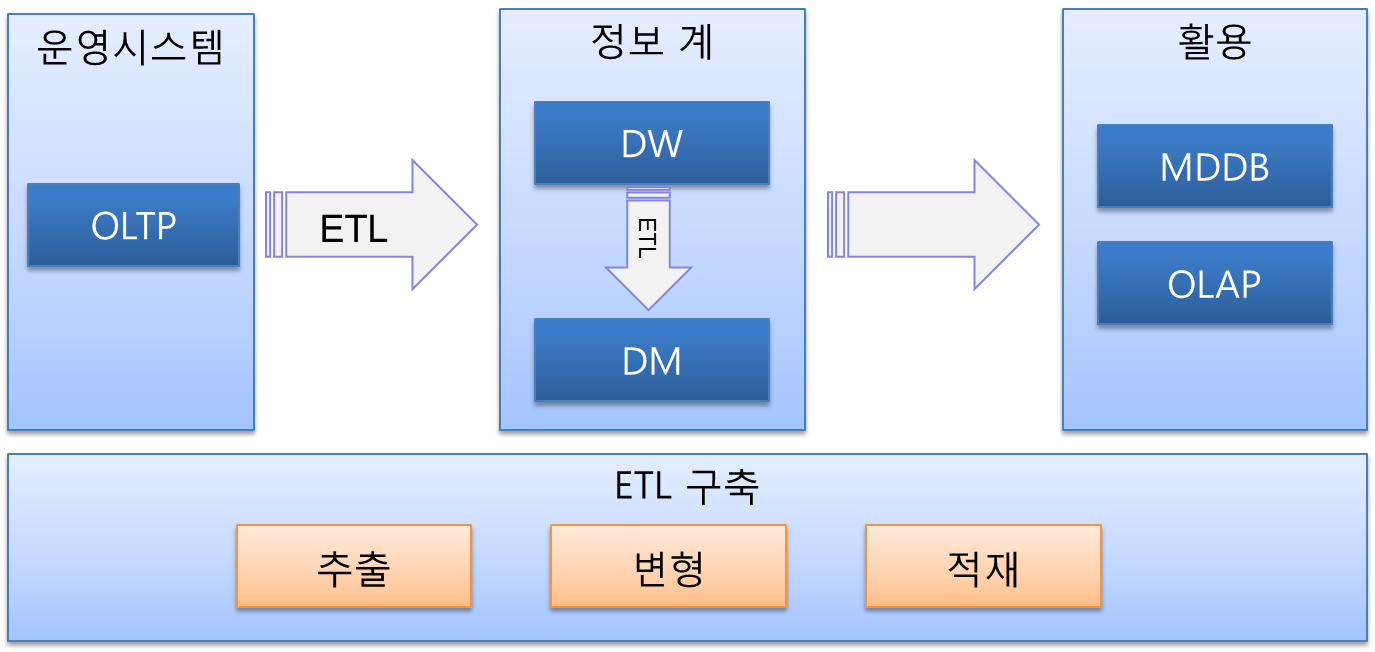 운영시스템
OLTP
ETL
정보 계
DW
ETL
DM
활용
MDDB
OLAP
ETL 구축
추출
변형
적재